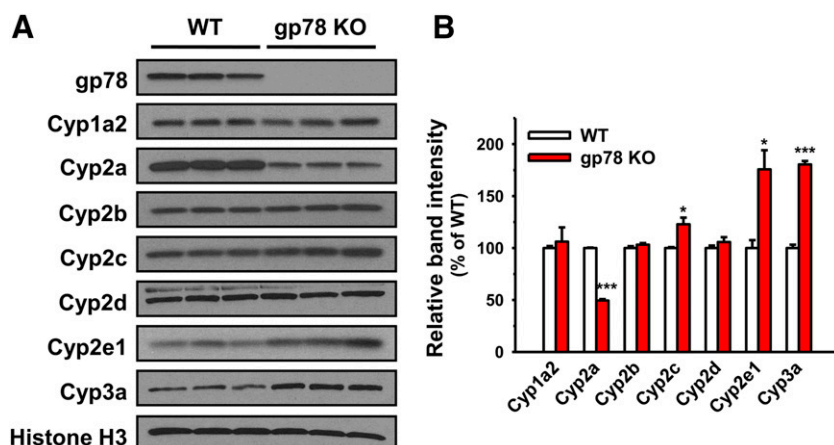 A
WT
gp78 KO
gp78
Cyp1a2
Cyp2a
Cyp2b
Cyp2c
Cyp2d
Cyp2e1
Cyp3a
Histone H3
B
Relative band intensity
(% of WT)
200
150
100
50
0
WT
gp78 KO
***
*
*
***
Cyp1a2
Cyp2a
Cyp2b
Cyp2c
Cyp2d
Cyp2e1
Cyp3a